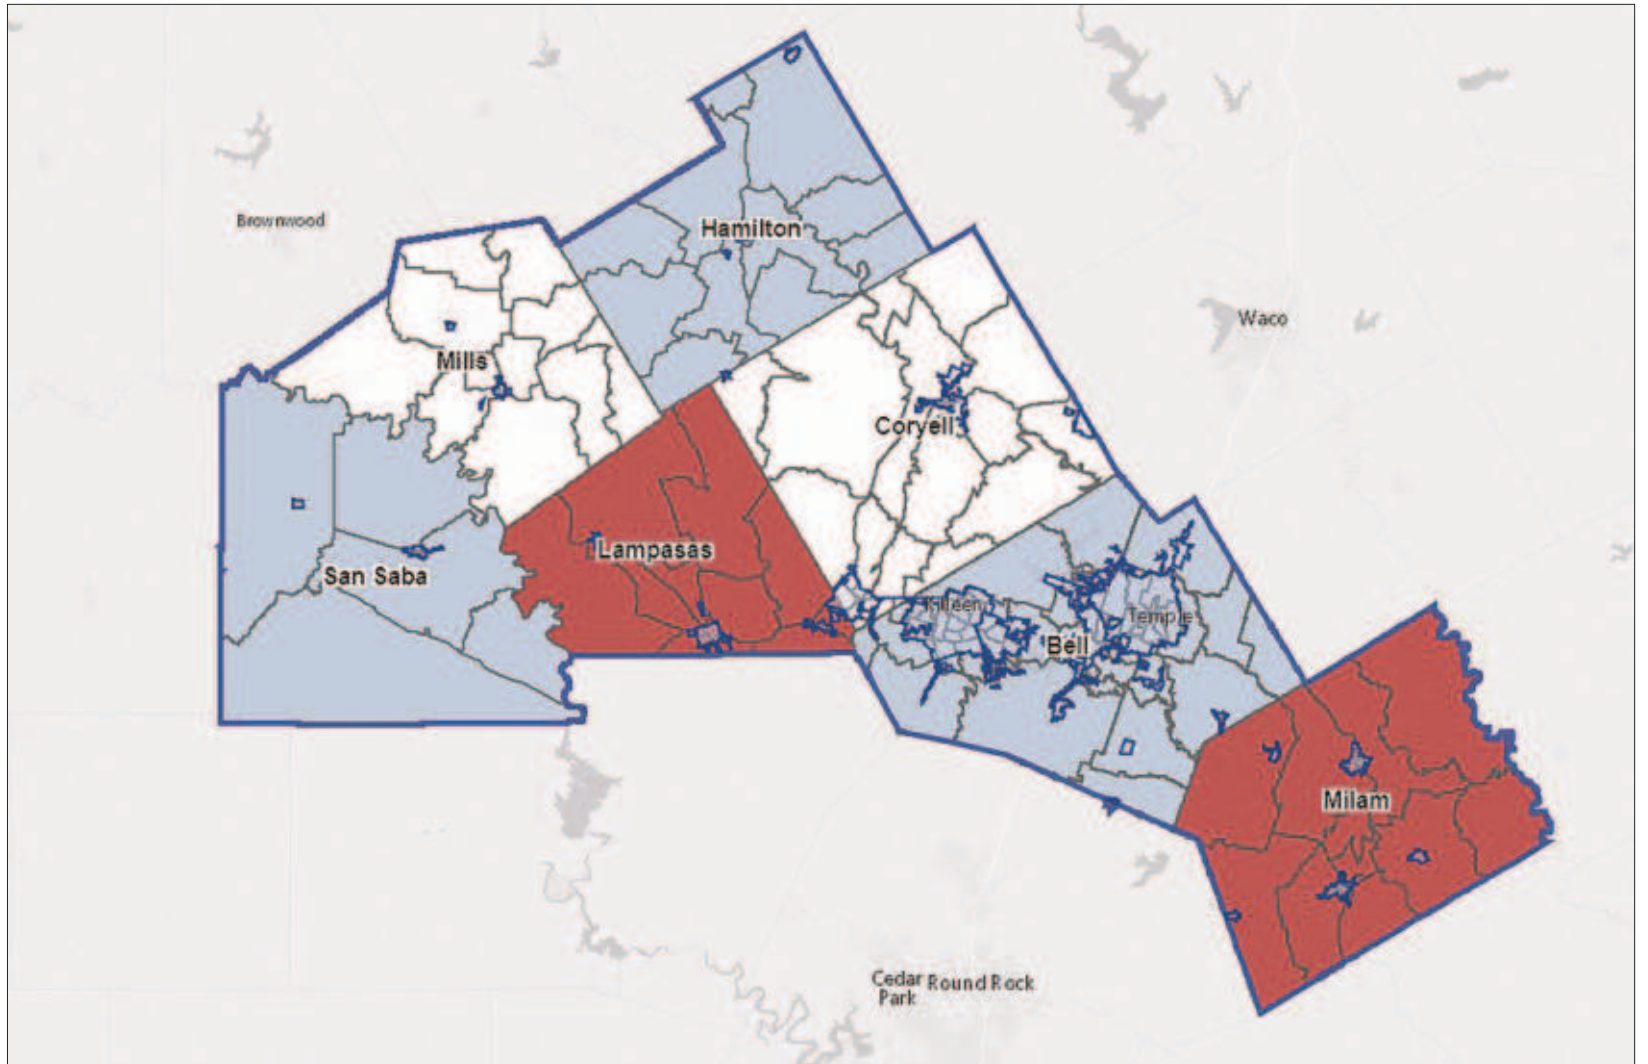 Brownwood
Hamilton
Waco
Mills
Coryell
Lampasas
San Saba
Killeen
Temple
Bell
Milam
Cedar Round Rock
Park